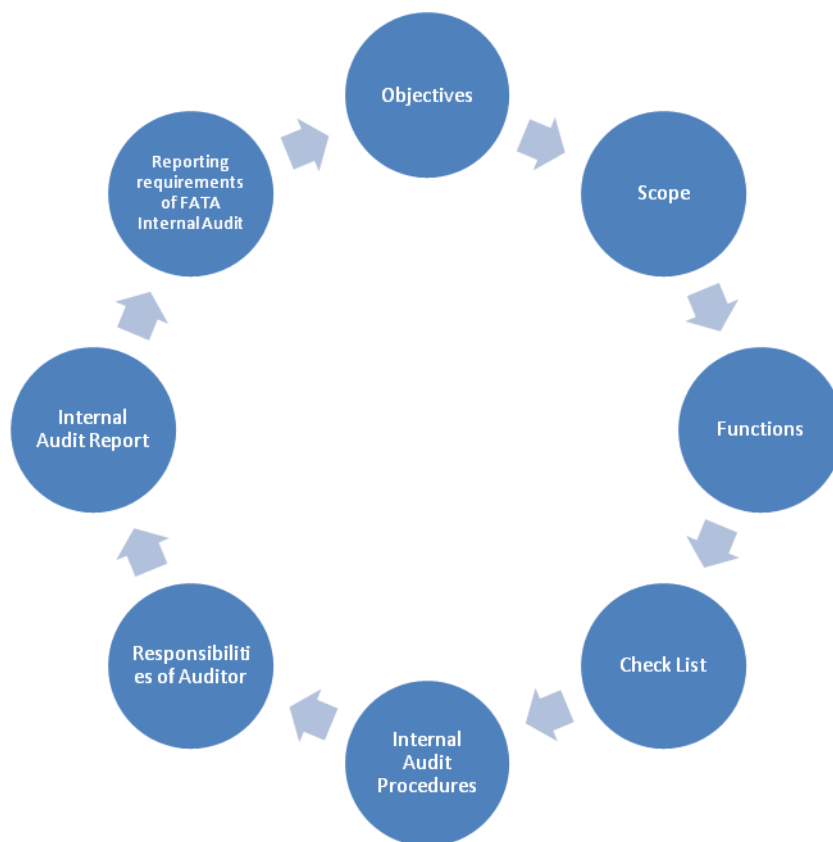 Objectives
Scope
Functions
Check List
Internal
Audit
Procedures
Responsibiliti
es of Auditor
Internal
Audit Report
Reporting
requirements
of FATA
Internal Audit